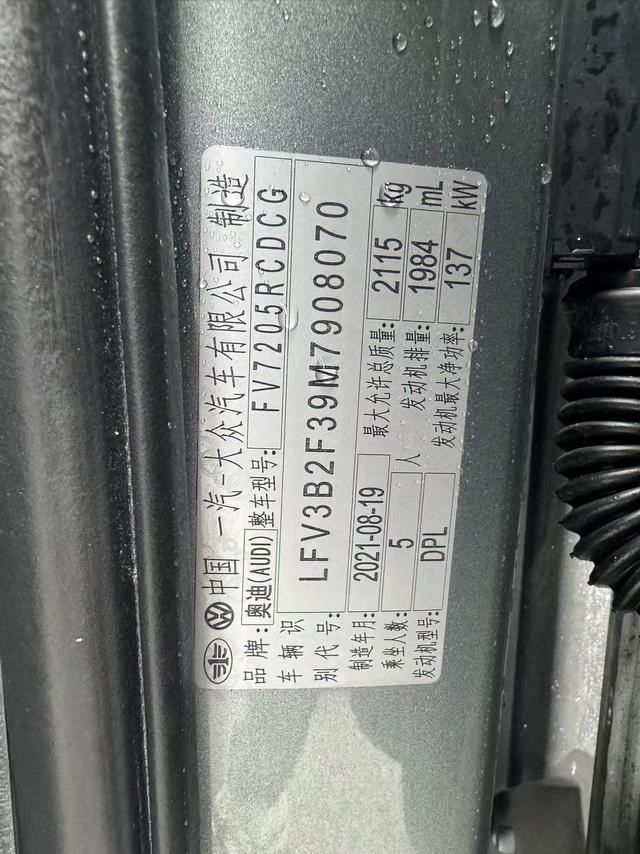 中国 一汽-大众汽车有限公司 制造
品牌: 奥迪(AUDI) 整车型号: FV7205RCDCG
车辆识别代号: LFV3B2F39M7908070
制造年月: 2021-08-19 最大允许总质量: 2115 kg
乘坐人数: 5 人 发动机排量: 1984 mL
发动机型号: DPL 发动机最大净功率: 137 kW